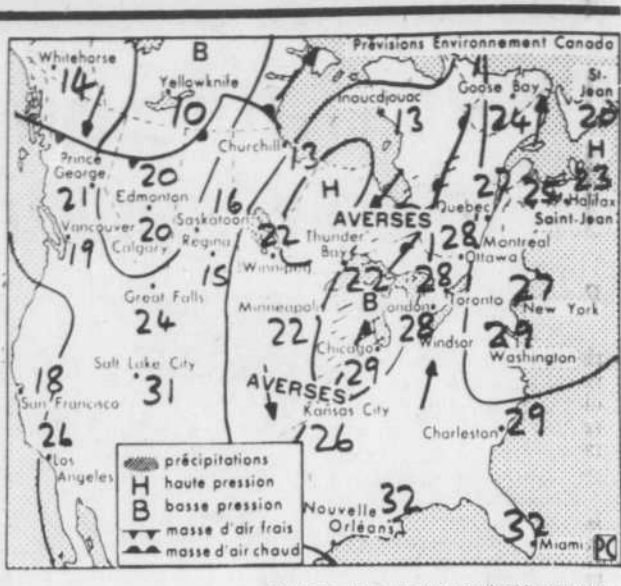 Prévisions Environnement Canada
B
Whitehorse
14
Yellowknife
10
Inoucdjouac
13
Goose Bay
24
St-
Jean
20
H
Churchill
13
Prince
George
21
Edmonton
20
H
23
Halifax
25
Saint-Jean
Vancouver
19
Calgary
20
Saskatoon
16
Regina
15
Winnipeg
22
Thunder
Bay
22
AVERSES
Québec
27
Montréal
28
Ottawa
Great Falls
24
Minneapolis
22
B
London
28
Toronto
28
Windsor
27
New York
Chicago
29
29
Washington
Salt Lake City
31
AVERSES
18
San Francisco
Kansas City
26
26
Los
Angeles
Charleston
29
précipitations
H haute pression
B basse pression
masse d'air frais
masse d'air chaud
Nouvelle
Orléans
32
32
Miami
PC